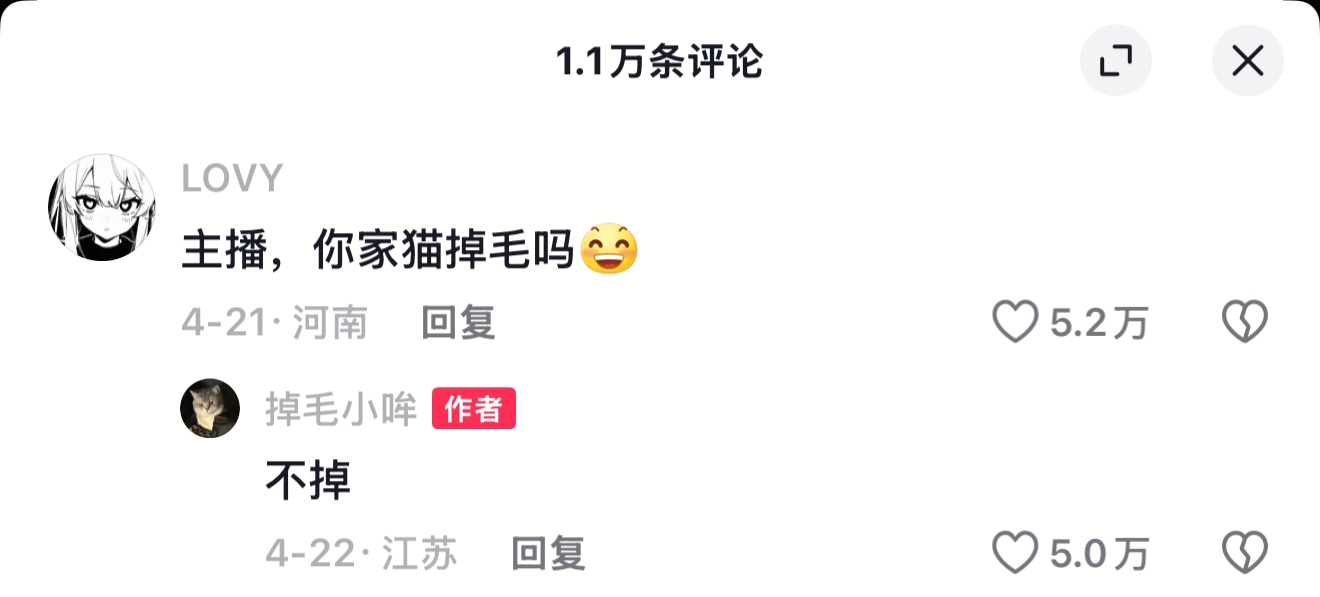 1.1万条评论
LOVY
主播，你家猫掉毛吗😄
4-21· 河南 回复 5.2万
掉毛小哞 作者
不掉
4-22· 江苏 回复 5.0万